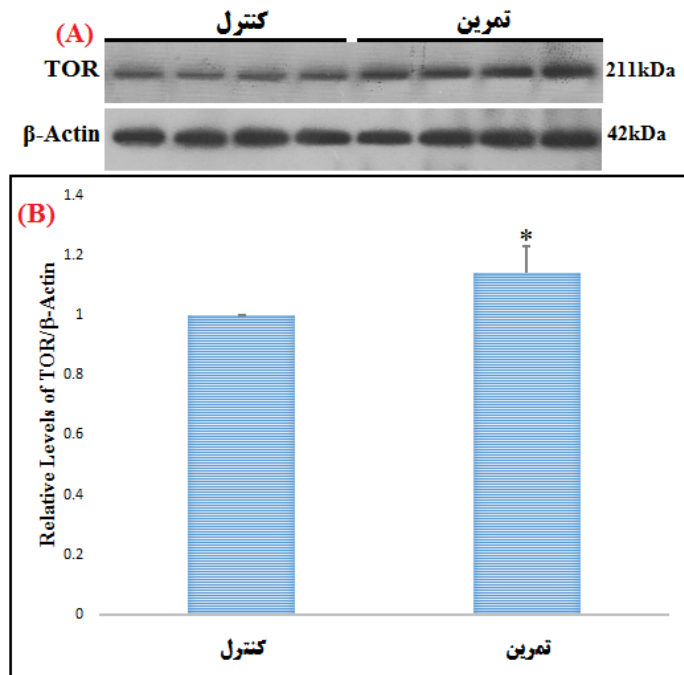 (A)
کنترل
تمرین
TOR
211kDa
β-Actin
42kDa
(B)
Relative Levels of TOR/β-Actin
1.4
1.2
1
0.8
0.6
0.4
0.2
0
*
کنترل
تمرین